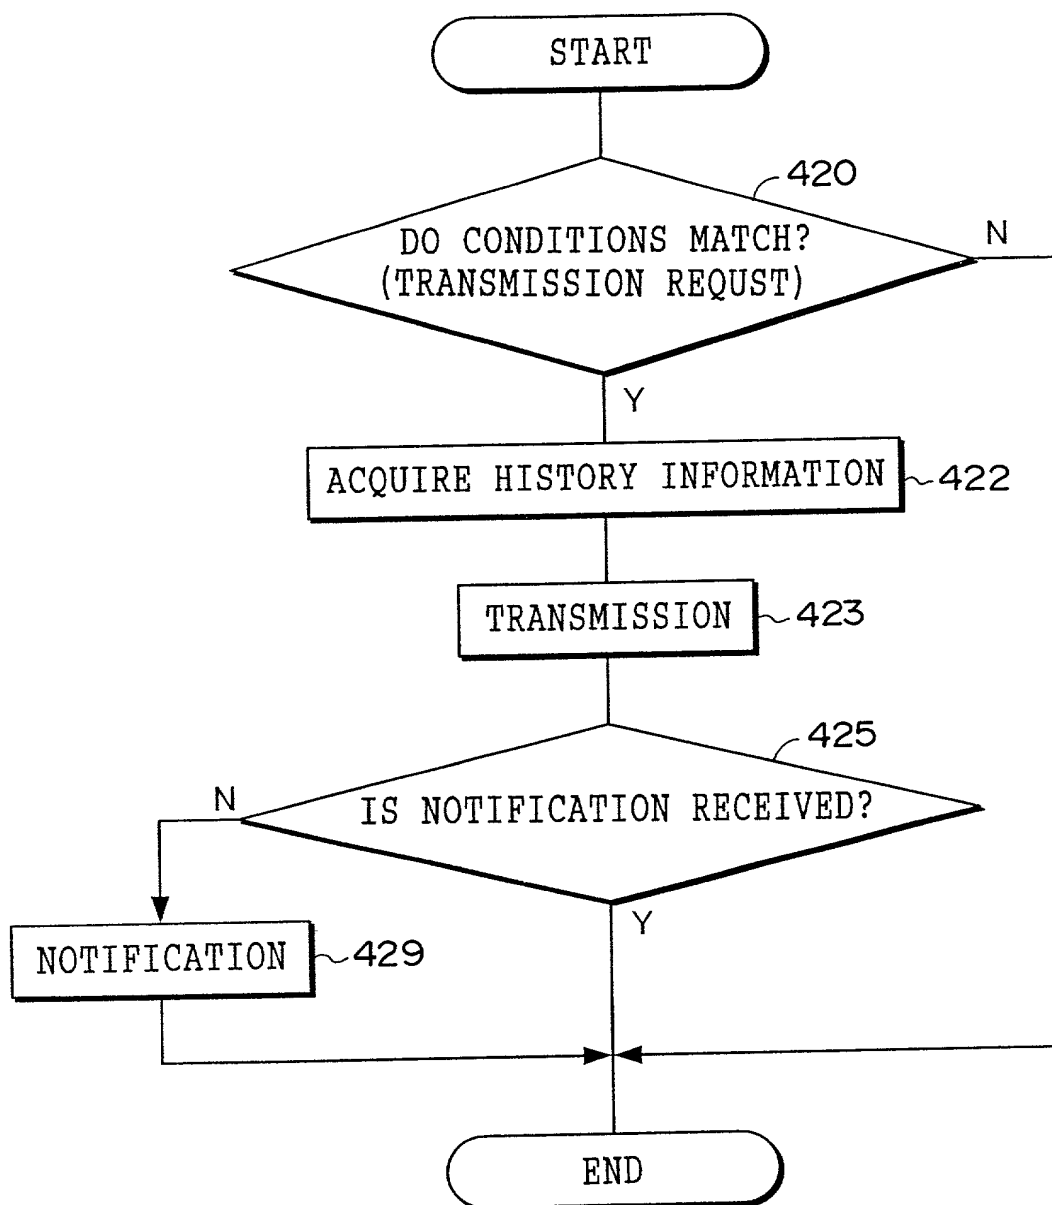 START
420
DO CONDITIONS MATCH?
N
(TRANSMISSION REQUST)
Y
ACQUIRE HISTORY INFORMATION
422
TRANSMISSION
423
425
N
IS NOTIFICATION RECEIVED?
Y
NOTIFICATION
429
END